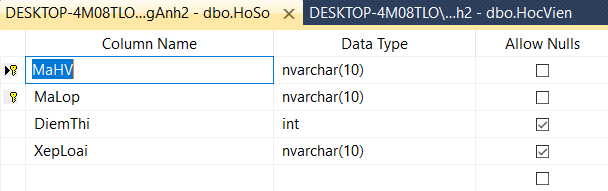 DESKTOP-4M08TLO...gAnh2 - dbo.HoSo DESKTOP-4M08TLO\...h2 - dbo.HocVien
Column Name Data Type Allow Nulls
MaHV nvarchar(10)
MaLop nvarchar(10)
DiemThi int
XepLoai nvarchar(10)